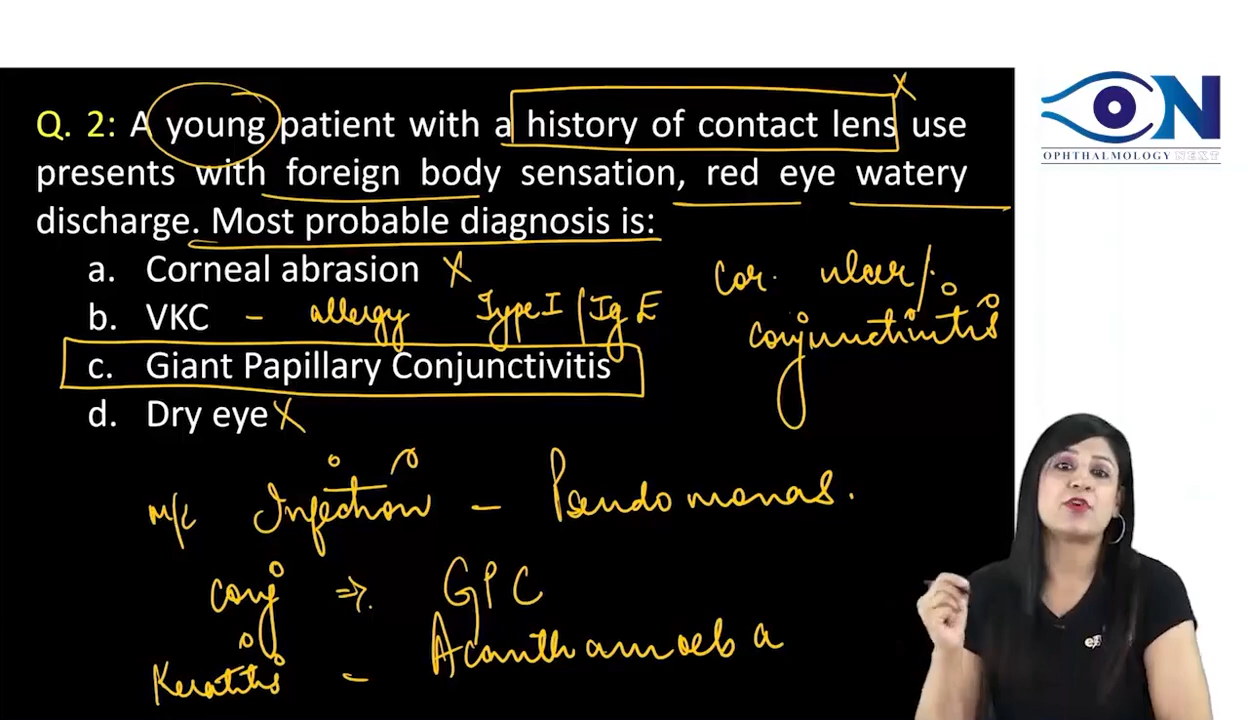 Q. 2: A young patient with a history of contact lens use
presents with foreign body sensation, red eye watery
discharge. Most probable diagnosis is:
a. Corneal abrasion X
b. VKC - allergy Type I / Ig E
c. Giant Papillary Conjunctivitis
d. Dry eye X
Cor. ulcer/
conjunctivitis
m/c Infection - Pseudomonas.
conj ⇒ GPC
Keratitis - Acanthamoeba
ON
OPHTHALMOLOGY NEXT